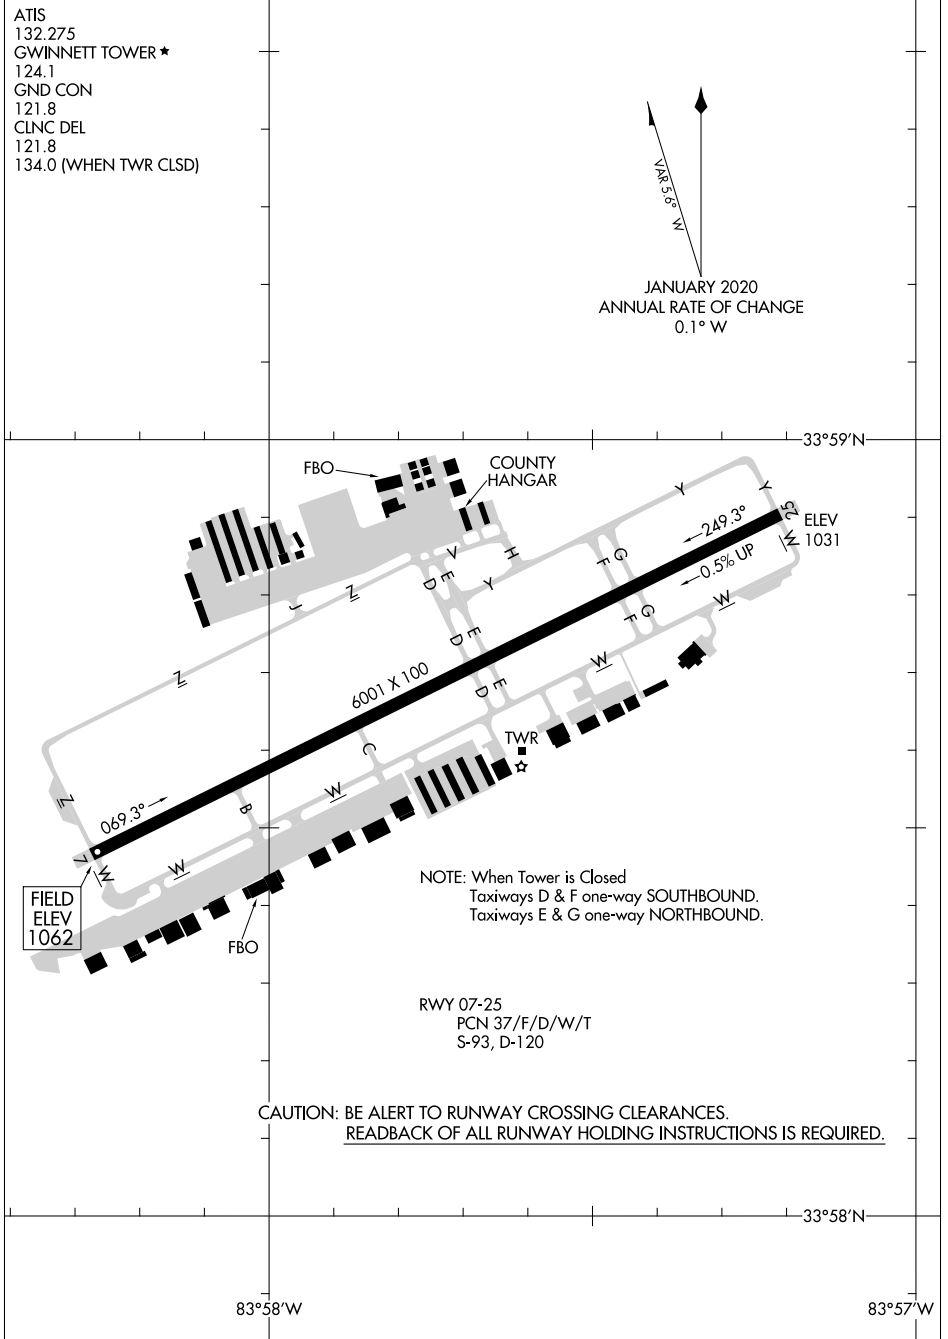 ATIS
132.275
GWINNETT TOWER★
124.1
GND CON
121.8
CLNC DEL
121.8
134.0 (WHEN TWR CLSD)
VAR 5.6° W
JANUARY 2020
ANNUAL RATE OF CHANGE
0.1° W
33°59'N
FBO
COUNTY
HANGAR
Y
Y
25
ELEV
1031
249.3°
W
0.5% UP
V
H
G
F
E
D
Y
Z
J
G
F
W
E
D
Z
W
6001 X 100
E
D
TWR
C
Z
W
069.3°
B
7
W
W
FIELD
ELEV
1062
FBO
NOTE: When Tower is Closed
Taxiways D & F one-way SOUTHBOUND.
Taxiways E & G one-way NORTHBOUND.
RWY 07-25
PCN 37/F/D/W/T
S-93, D-120
CAUTION: BE ALERT TO RUNWAY CROSSING CLEARANCES.
READBACK OF ALL RUNWAY HOLDING INSTRUCTIONS IS REQUIRED.
33°58'N
83°58'W
83°57'W